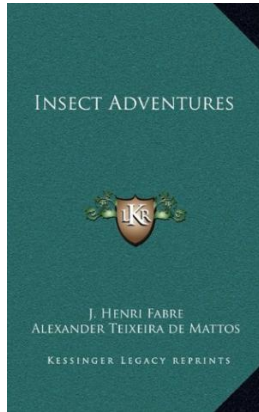 INSECT ADVENTURES
LKR
J. HENRI FABRE
ALEXANDER TEIXEIRA DE MATTOS
KESSINGER LEGACY REPRINTS